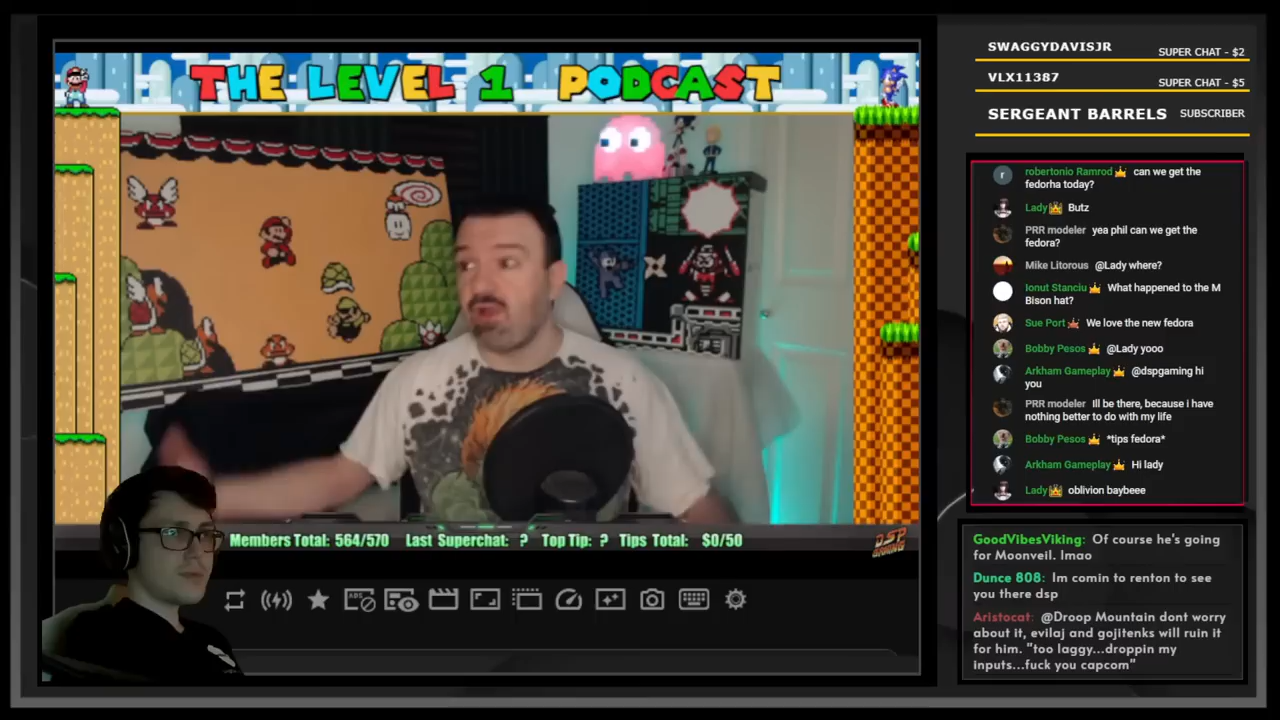 THE LEVEL 1 PODCAST
Members Total: 564/570 Last Superchat: ? Top Tip: ? Tips Total: $0/50
DSP
GAMING
ABS
SWAGGYDAVISJR SUPER CHAT - $2
VLX11387 SUPER CHAT - $5
SERGEANT BARRELS SUBSCRIBER
r robertonio Ramrod can we get the
fedorha today?
Lady Butz
PRR modeler yea phil can we get the
fedora?
Mike Litorous @Lady where?
Ionut Stanciu What happened to the M
Bison hat?
Sue Port We love the new fedora
Bobby Pesos @Lady yooo
Arkham Gameplay @dspgaming hi
you
PRR modeler Ill be there, because i have
nothing better to do with my life
Bobby Pesos *tips fedora*
Arkham Gameplay Hi lady
Lady oblivion baybeee
GoodVibesViking: Of course he's going
for Moonveil. lmao
Dunce 808: Im comin to renton to see
you there dsp
Aristocat: @Droop Mountain dont worry
about it, evilaj and gojitenks will ruin it
for him. "too laggy...droppin my
inputs...fuck you capcom"